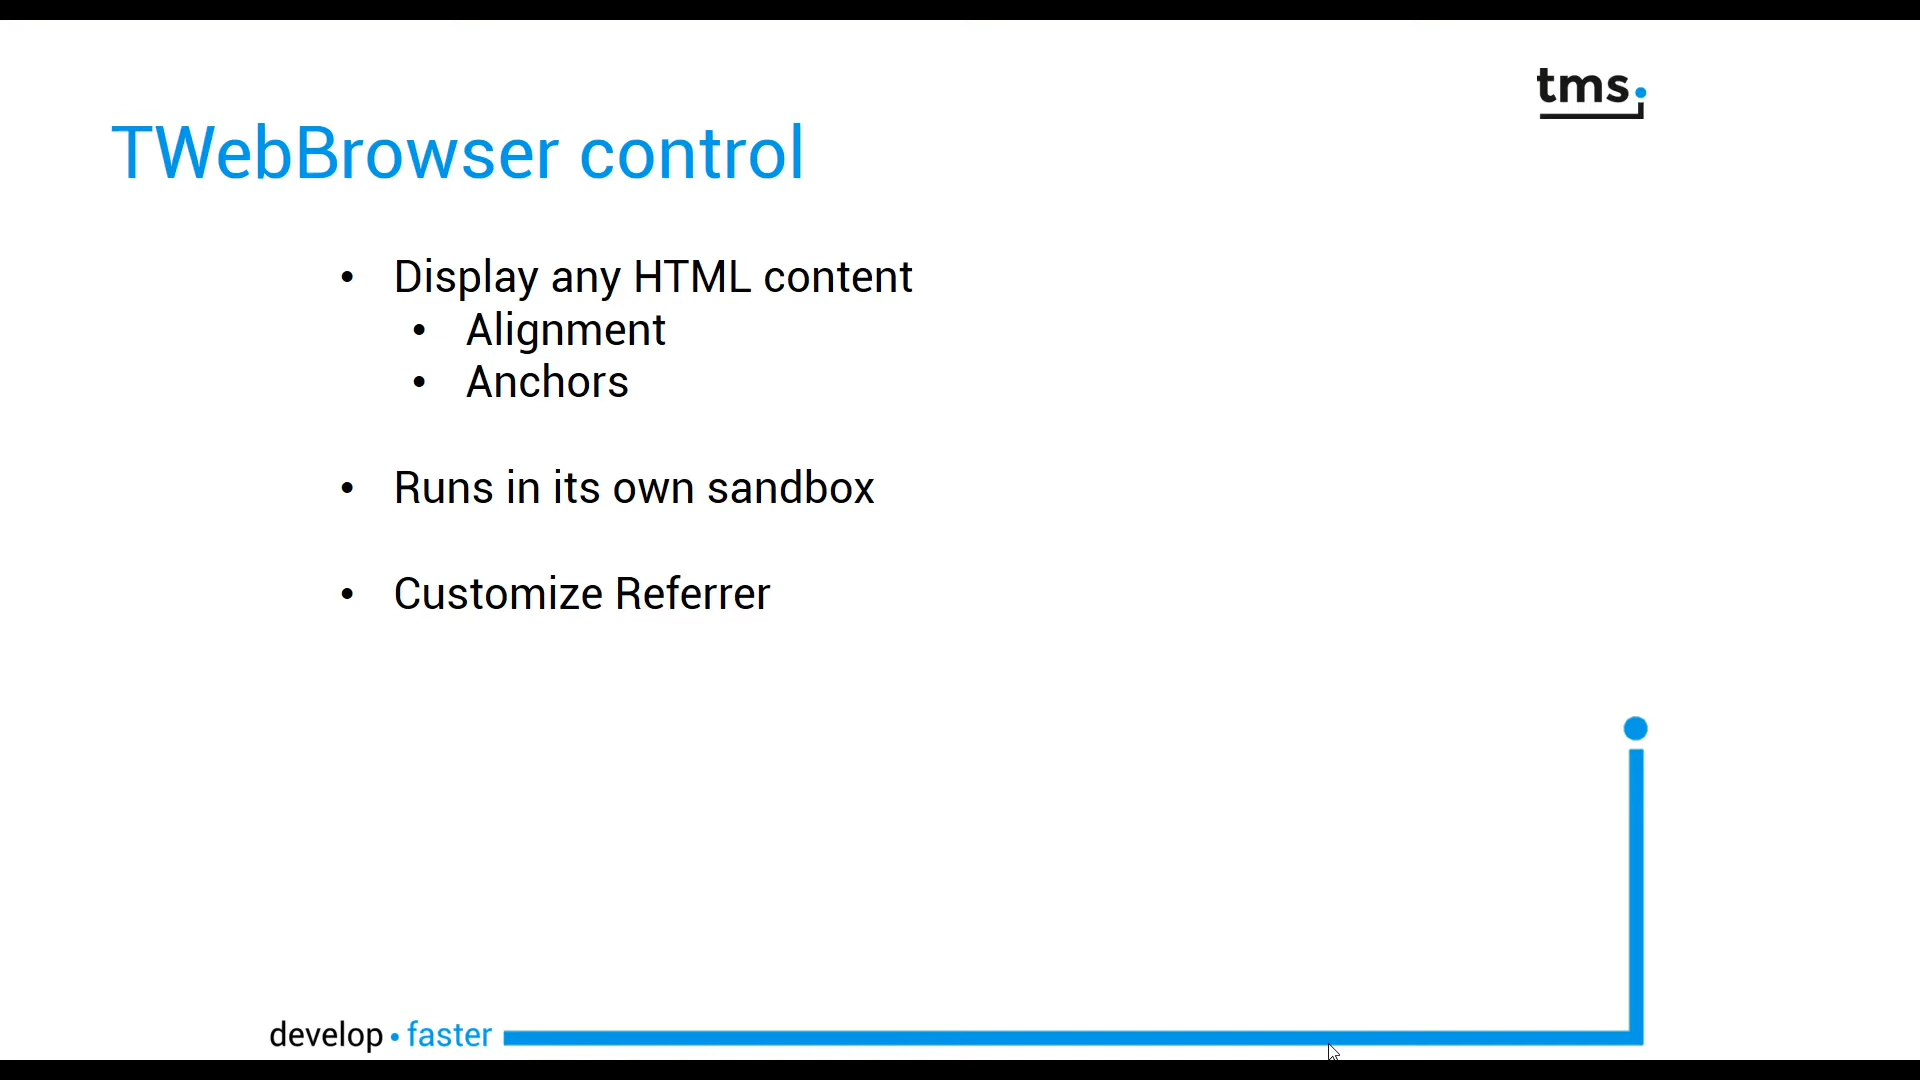 tms
TWebBrowser control
• Display any HTML content
• Alignment
• Anchors
• Runs in its own sandbox
• Customize Referrer
develop • faster